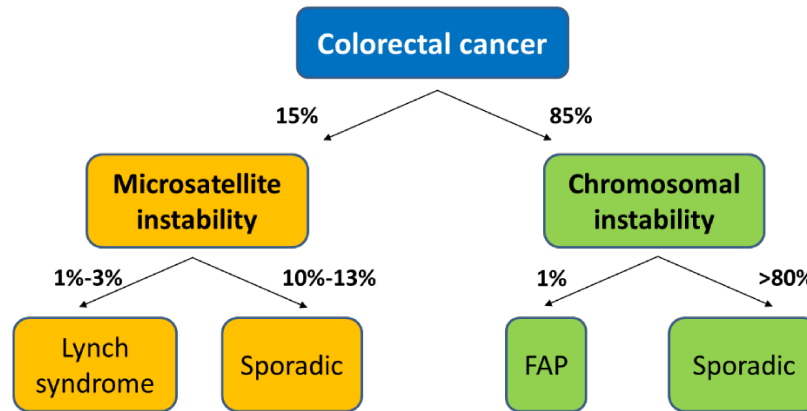 Colorectal cancer
15%
85%
Microsatellite
instability
Chromosomal
instability
1%-3%
10%-13%
1%
>80%
Lynch
syndrome
Sporadic
FAP
Sporadic